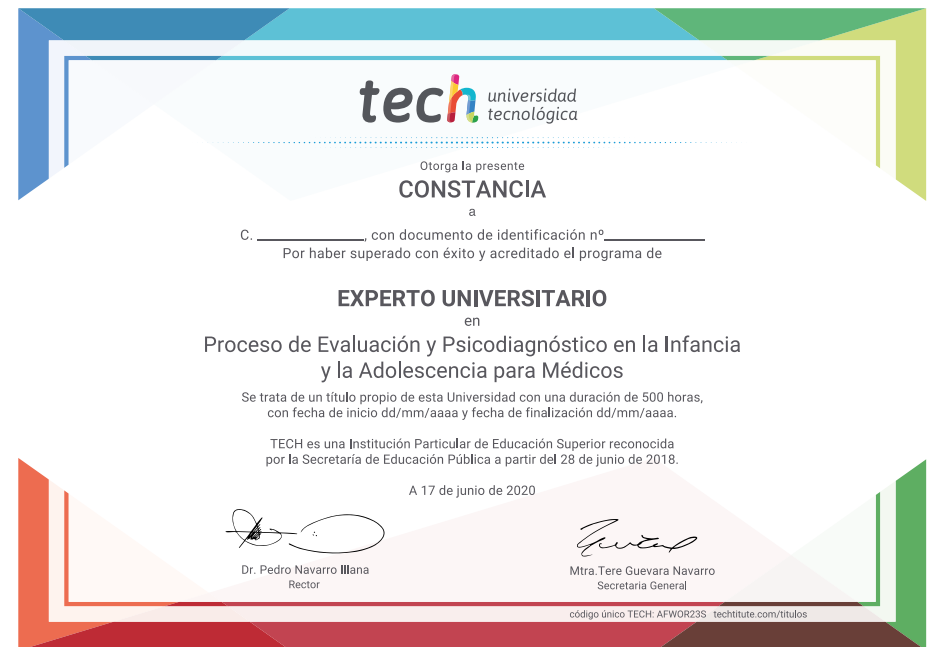 tech universidad
tecnológica
Otorga la presente
CONSTANCIA
a
C. ______________, con documento de identificación nº_____________
Por haber superado con éxito y acreditado el programa de
EXPERTO UNIVERSITARIO
en
Proceso de Evaluación y Psicodiagnóstico en la Infancia
y la Adolescencia para Médicos
Se trata de un título propio de esta Universidad con una duración de 500 horas,
con fecha de inicio dd/mm/aaaa y fecha de finalización dd/mm/aaaa.
TECH es una Institución Particular de Educación Superior reconocida
por la Secretaría de Educación Pública a partir del 28 de junio de 2018.
A 17 de junio de 2020
Dr. Pedro Navarro Illana
Rector
Mtra.Tere Guevara Navarro
Secretaria General
código único TECH: AFWOR23S techtitute.com/titulos